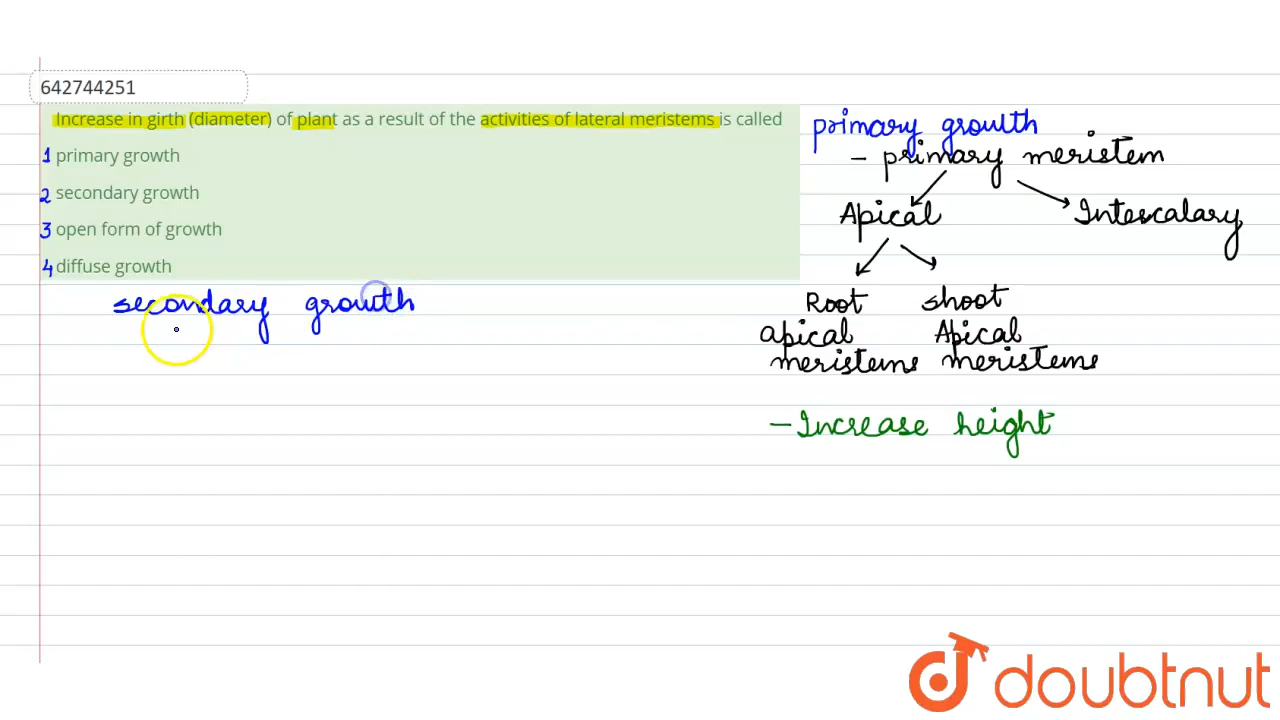 642744251
Increase in girth (diameter) of plant as a result of the activities of lateral meristems is called
1 primary growth
2 secondary growth
3 open form of growth
4 diffuse growth
secondary growth
primary growth
- primary meristem
Apical Intercalary
Root shoot
apical Apical
meristems meristems
- Increase height
doubtnut